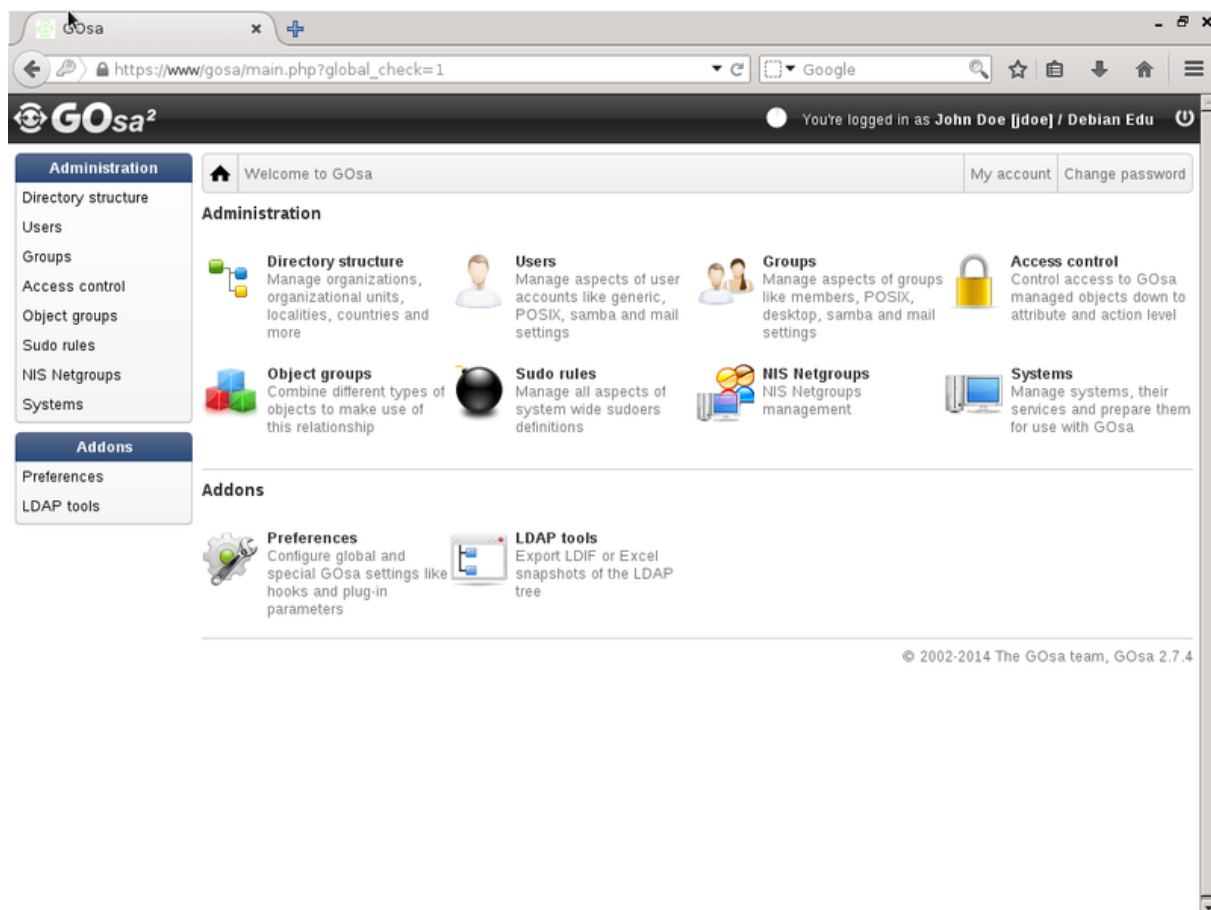 GOsa
https://www/gosa/main.php?global_check=1
Google
GOsa²
You're logged in as John Doe [jdoe] / Debian Edu
Administration
Directory structure
Users
Groups
Access control
Object groups
Sudo rules
NIS Netgroups
Systems
Addons
Preferences
LDAP tools
Welcome to GOsa
My account
Change password
Administration
Directory structure
Manage organizations,
organizational units,
localities, countries and
more
Users
Manage aspects of user
accounts like generic,
POSIX, samba and mail
settings
Groups
Manage aspects of groups
like members, POSIX,
desktop, samba and mail
settings
Access control
Control access to GOsa
managed objects down to
attribute and action level
Object groups
Combine different types of
objects to make use of
this relationship
Sudo rules
Manage all aspects of
system wide sudoers
definitions
NIS Netgroups
NIS Netgroups
management
Systems
Manage systems, their
services and prepare them
for use with GOsa
Addons
Preferences
Configure global and
special GOsa settings like
hooks and plug-in
parameters
LDAP tools
Export LDIF or Excel
snapshots of the LDAP
tree
© 2002-2014 The GOsa team, GOsa 2.7.4